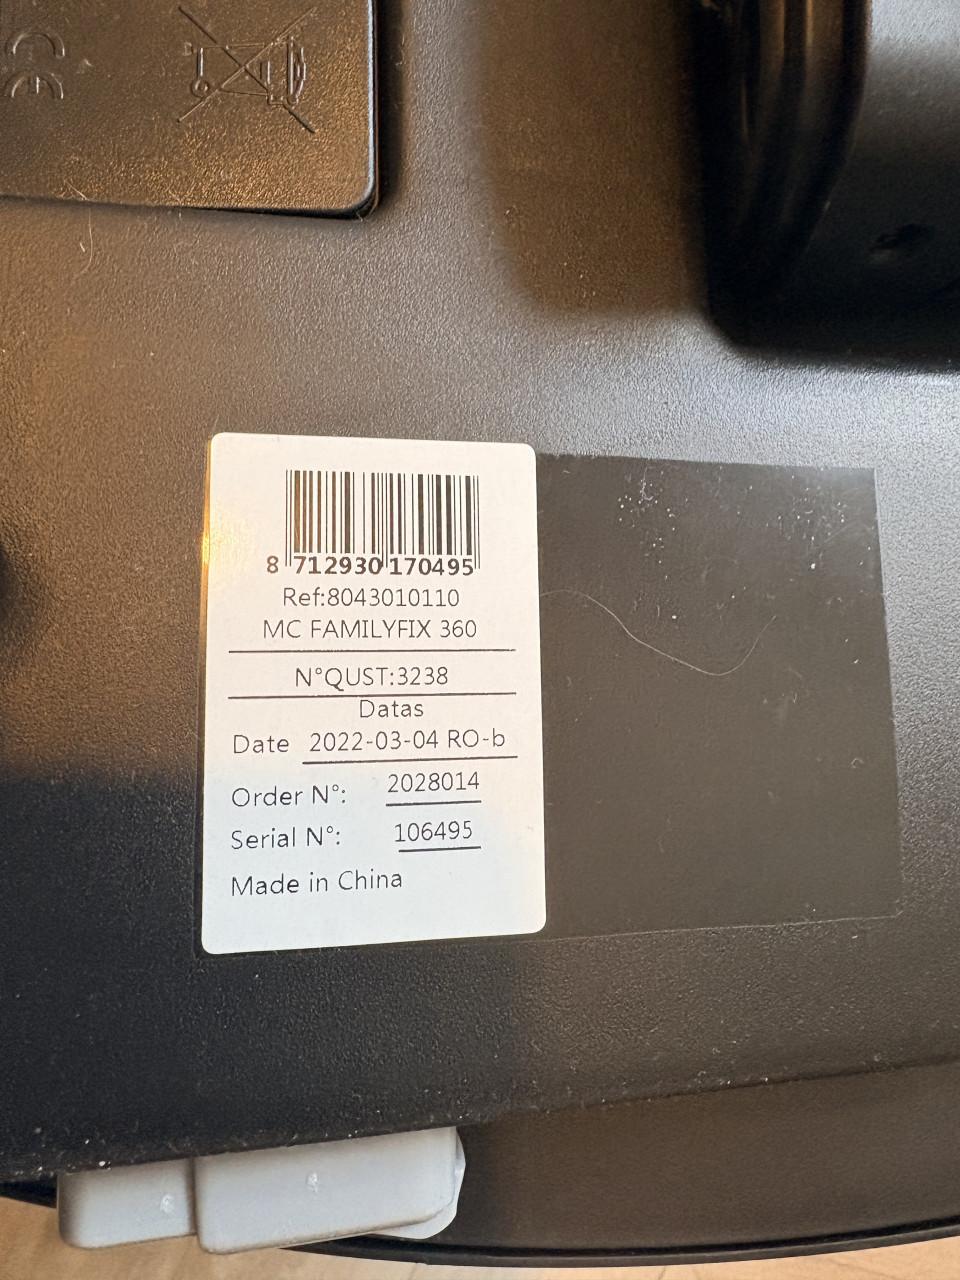 CE
8 712930 170495
Ref:8043010110
MC FAMILYFIX 360
N°QUST:3238
Datas
Date 2022-03-04 RO-b
Order N°: 2028014
Serial N°: 106495
Made in China